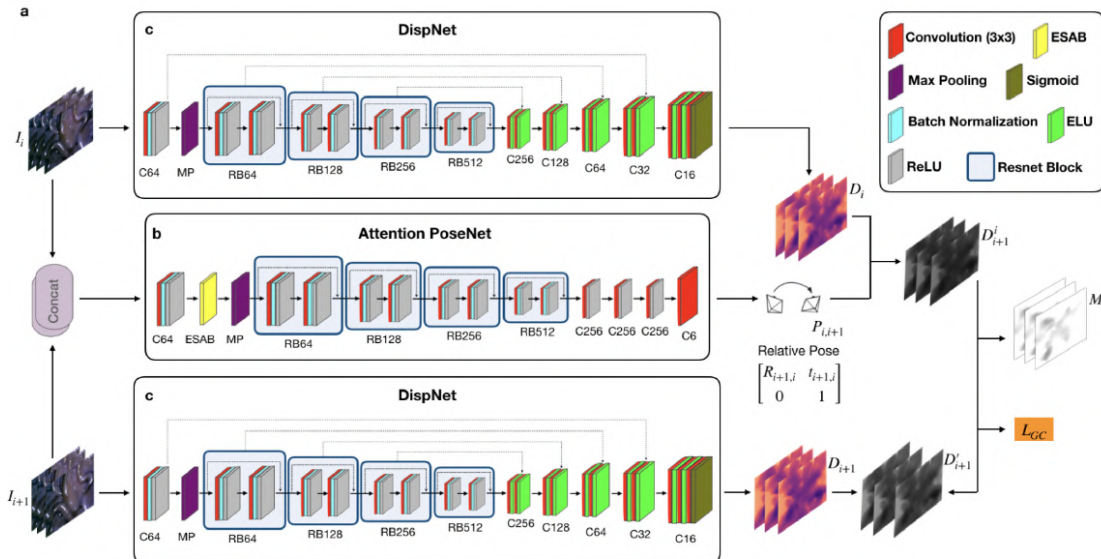 a
c
DispNet
I_i
C64
MP
RB64
RB128
RB256
RB512
C256
C128
C64
C32
C16
Convolution (3x3)
ESAB
Max Pooling
Sigmoid
Batch Normalization
ELU
ReLU
Resnet Block
D_i
b
Attention PoseNet
Concat
C64
ESAB
MP
RB64
RB128
RB256
RB512
C256
C256
C256
C6
P_{i,i+1}
Relative Pose
R_{i+1,i} t_{i+1,i}
0 1
D^i_{i+1}
M
L_{GC}
c
DispNet
I_{i+1}
C64
MP
RB64
RB128
RB256
RB512
C256
C128
C64
C32
C16
D_{i+1}
D'_{i+1}